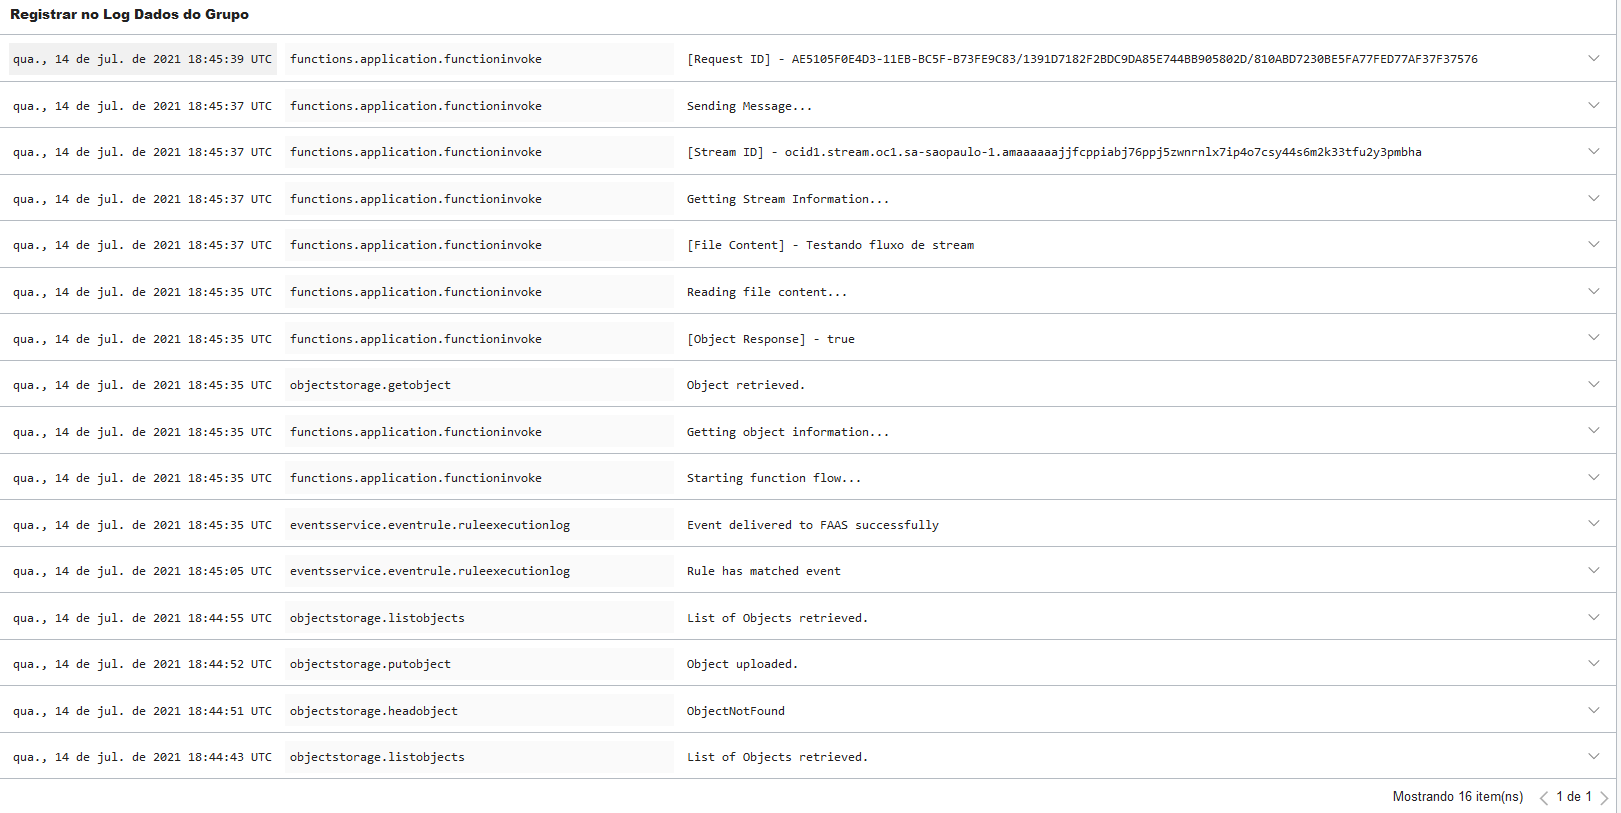 Registrar no Log Dados do Grupo
qua., 14 de jul. de 2021 18:45:39 UTC functions.application.functioninvoke [Request ID] - AE5105F0E4D3-11EB-BC5F-B73FE9C83/1391D7182F2BDC9DA85E744BB905802D/810ABD7230BE5FA77FED77AF37F37576
qua., 14 de jul. de 2021 18:45:37 UTC functions.application.functioninvoke Sending Message...
qua., 14 de jul. de 2021 18:45:37 UTC functions.application.functioninvoke [Stream ID] - ocid1.stream.oc1.sa-saopaulo-1.amaaaaaajjfcppiabj76ppj5zwnrnlx7ip4o7csy44s6m2k33tfu2y3pmbha
qua., 14 de jul. de 2021 18:45:37 UTC functions.application.functioninvoke Getting Stream Information...
qua., 14 de jul. de 2021 18:45:37 UTC functions.application.functioninvoke [File Content] - Testando fluxo de stream
qua., 14 de jul. de 2021 18:45:35 UTC functions.application.functioninvoke Reading file content...
qua., 14 de jul. de 2021 18:45:35 UTC functions.application.functioninvoke [Object Response] - true
qua., 14 de jul. de 2021 18:45:35 UTC objectstorage.getobject Object retrieved.
qua., 14 de jul. de 2021 18:45:35 UTC functions.application.functioninvoke Getting object information...
qua., 14 de jul. de 2021 18:45:35 UTC functions.application.functioninvoke Starting function flow...
qua., 14 de jul. de 2021 18:45:35 UTC eventsservice.eventrule.ruleexecutionlog Event delivered to FAAS successfully
qua., 14 de jul. de 2021 18:45:05 UTC eventsservice.eventrule.ruleexecutionlog Rule has matched event
qua., 14 de jul. de 2021 18:44:55 UTC objectstorage.listobjects List of Objects retrieved.
qua., 14 de jul. de 2021 18:44:52 UTC objectstorage.putobject Object uploaded.
qua., 14 de jul. de 2021 18:44:51 UTC objectstorage.headobject ObjectNotFound
qua., 14 de jul. de 2021 18:44:43 UTC objectstorage.listobjects List of Objects retrieved.
Mostrando 16 item(ns) 1 de 1